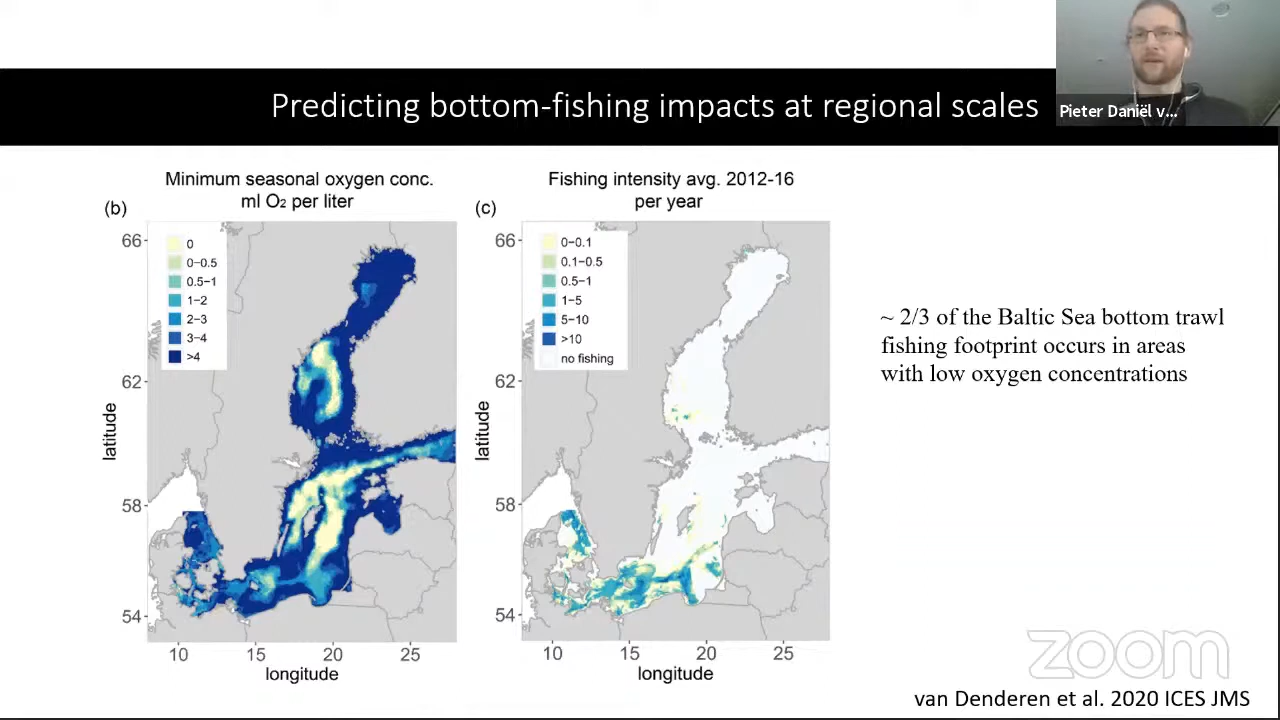 Predicting bottom-fishing impacts at regional scales
Pieter Daniël v...
Minimum seasonal oxygen conc.
ml O₂ per liter
(b)
66
62
58
54
latitude
0
0−0.5
0.5−1
1−2
2−3
3−4
>4
10
15
20
25
longitude
Fishing intensity avg. 2012-16
per year
(c)
66
62
58
54
latitude
0−0.1
0.1−0.5
0.5−1
1−5
5−10
>10
no fishing
10
15
20
25
longitude
~ 2/3 of the Baltic Sea bottom trawl
fishing footprint occurs in areas
with low oxygen concentrations
zoom
van Denderen et al. 2020 ICES JMS